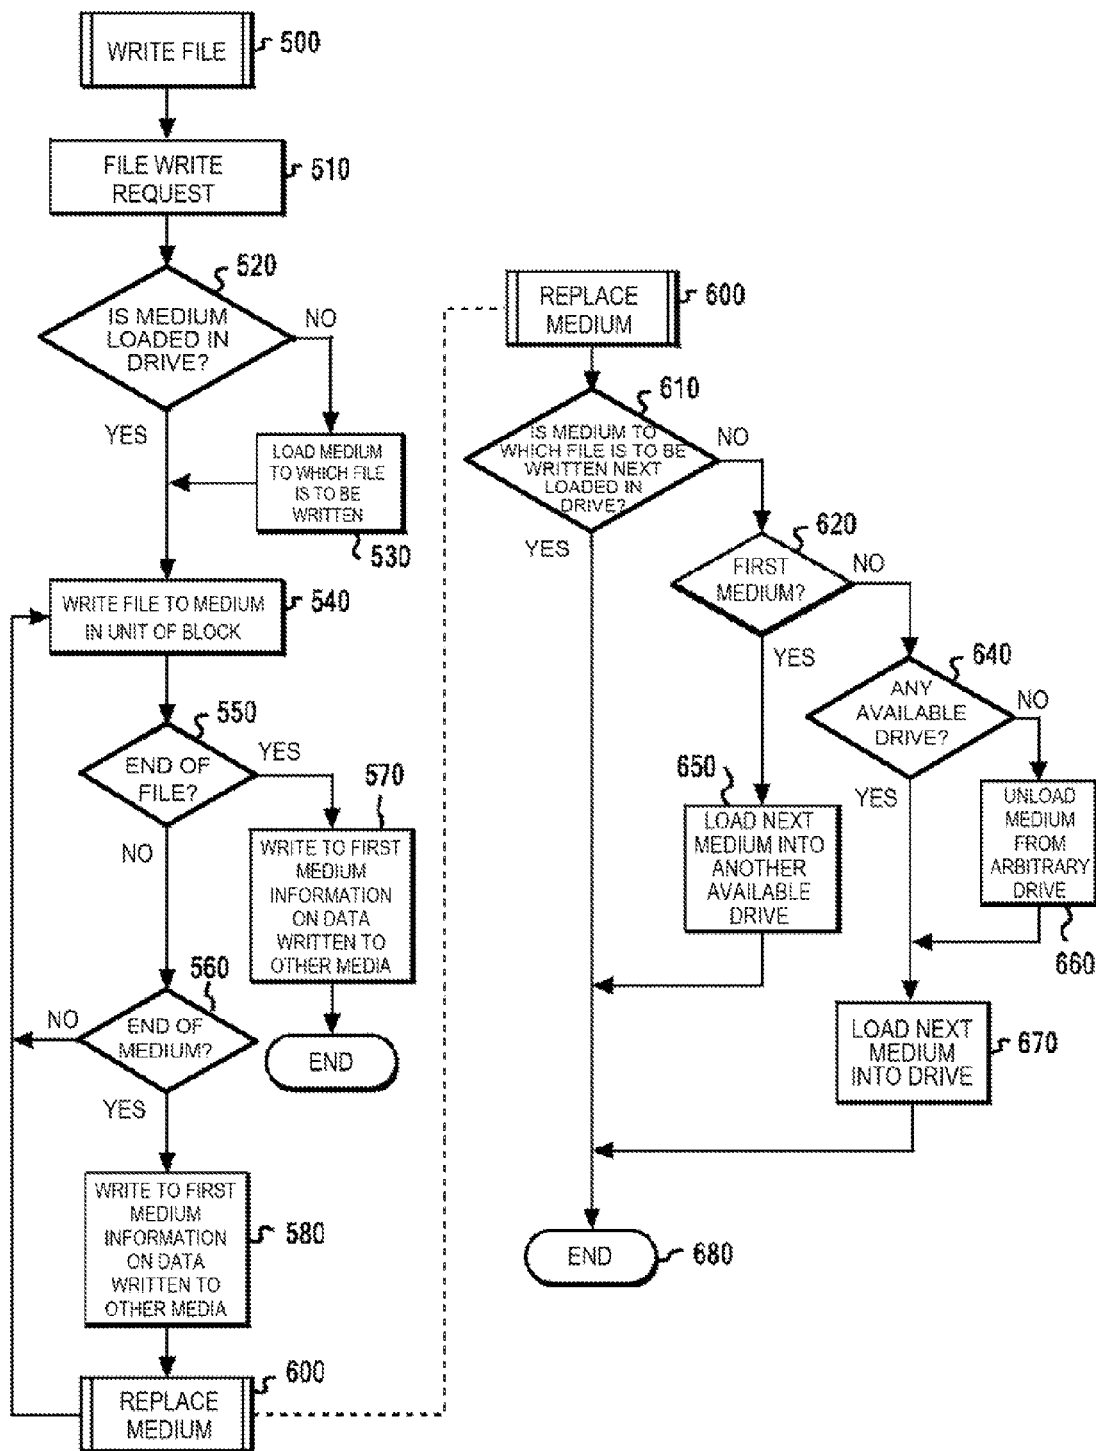 WRITE FILE
500
FILE WRITE
REQUEST
510
520
IS MEDIUM
LOADED IN
DRIVE?
NO
YES
LOAD MEDIUM
TO WHICH FILE
IS TO BE
WRITTEN
530
WRITE FILE TO MEDIUM
IN UNIT OF BLOCK
540
550
END OF
FILE?
YES
NO
570
WRITE TO FIRST
MEDIUM
INFORMATION
ON DATA
WRITTEN TO
OTHER MEDIA
END
560
END OF
MEDIUM?
NO
YES
WRITE TO FIRST
MEDIUM
INFORMATION
ON DATA
WRITTEN TO
OTHER MEDIA
580
REPLACE
MEDIUM
600
REPLACE
MEDIUM
600
610
IS MEDIUM TO
WHICH FILE IS TO BE
WRITTEN NEXT
LOADED IN
DRIVE?
NO
YES
620
FIRST
MEDIUM?
NO
YES
640
ANY
AVAILABLE
DRIVE?
NO
YES
650
LOAD NEXT
MEDIUM INTO
ANOTHER
AVAILABLE
DRIVE
UNLOAD
MEDIUM
FROM
ARBITRARY
DRIVE
660
LOAD NEXT
MEDIUM
INTO DRIVE
670
END
680